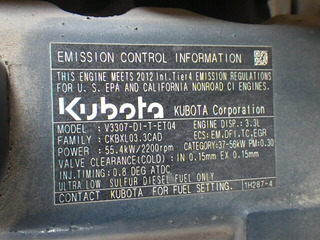 EMISSION CONTROL INFORMATION
THIS ENGINE MEETS 2012 Int.Tier4 EMISSION REGULATIONS
FOR U. S. EPA AND CALIFORNIA NONROAD CI ENGINES.
Kubota KUBOTA Corporation
MODEL: V3307-DI-T-ET04 ENGINE DISP.: 3.3L
FAMILY: CKBXL03.3CAD ECS: EM.DFI.TC.EGR
POWER: 55.4kW/2200rpm CATEGORY:37-56kW PM:0.30
VALVE CLEARANCE(COLD): IN 0.15mm EX 0.15mm
INJ.TIMING: 0.8 DEG ATDC
ULTRA LOW SULFUR DIESEL FUEL ONLY
CONTACT KUBOTA FOR FUEL SETTING. 1H287-4